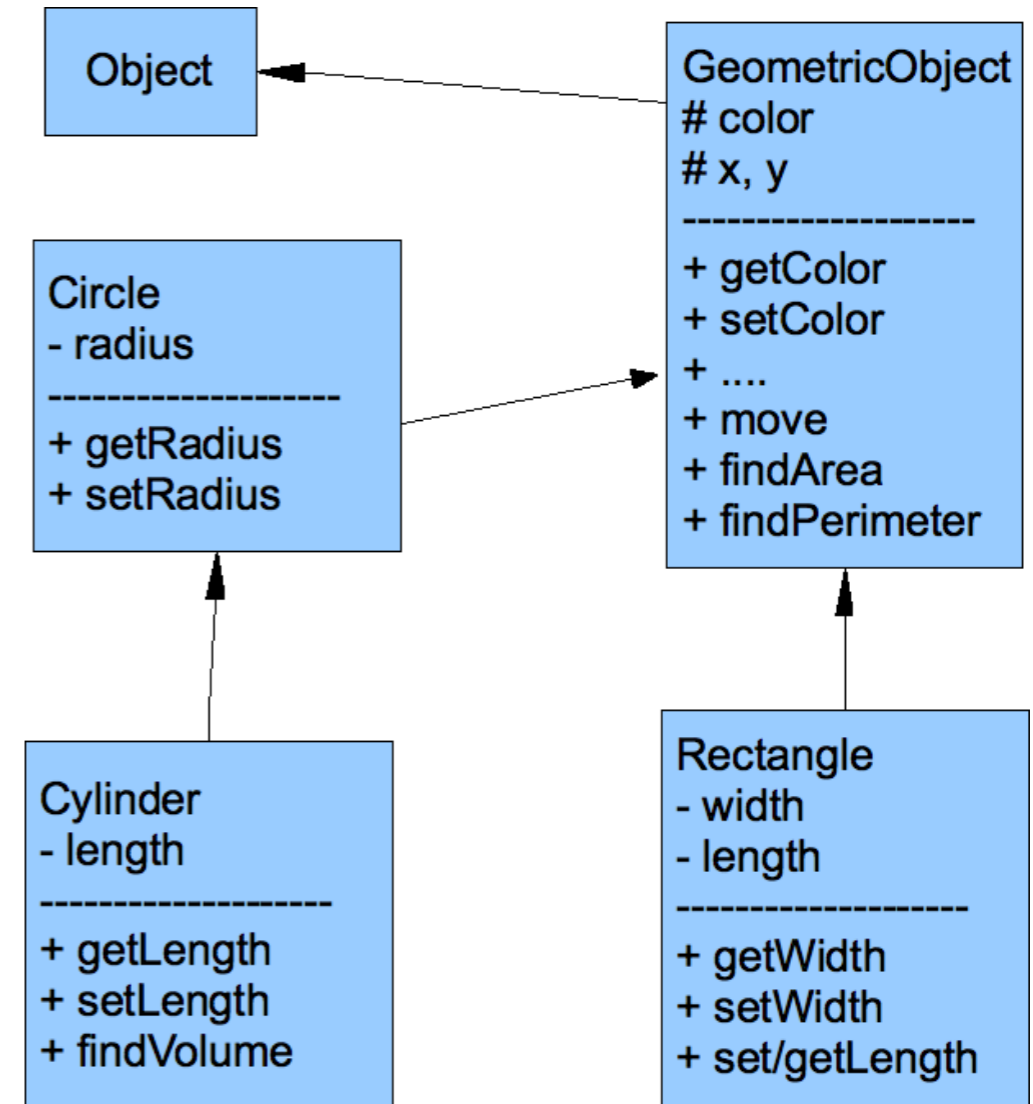 Object
GeometricObject
# color
# x, y
--------------------
+ getColor
+ setColor
+ ....
+ move
+ findArea
+ findPerimeter
Circle
- radius
--------------------
+ getRadius
+ setRadius
Cylinder
- length
--------------------
+ getLength
+ setLength
+ findVolume
Rectangle
- width
- length
--------------------
+ getWidth
+ setWidth
+ set/getLength